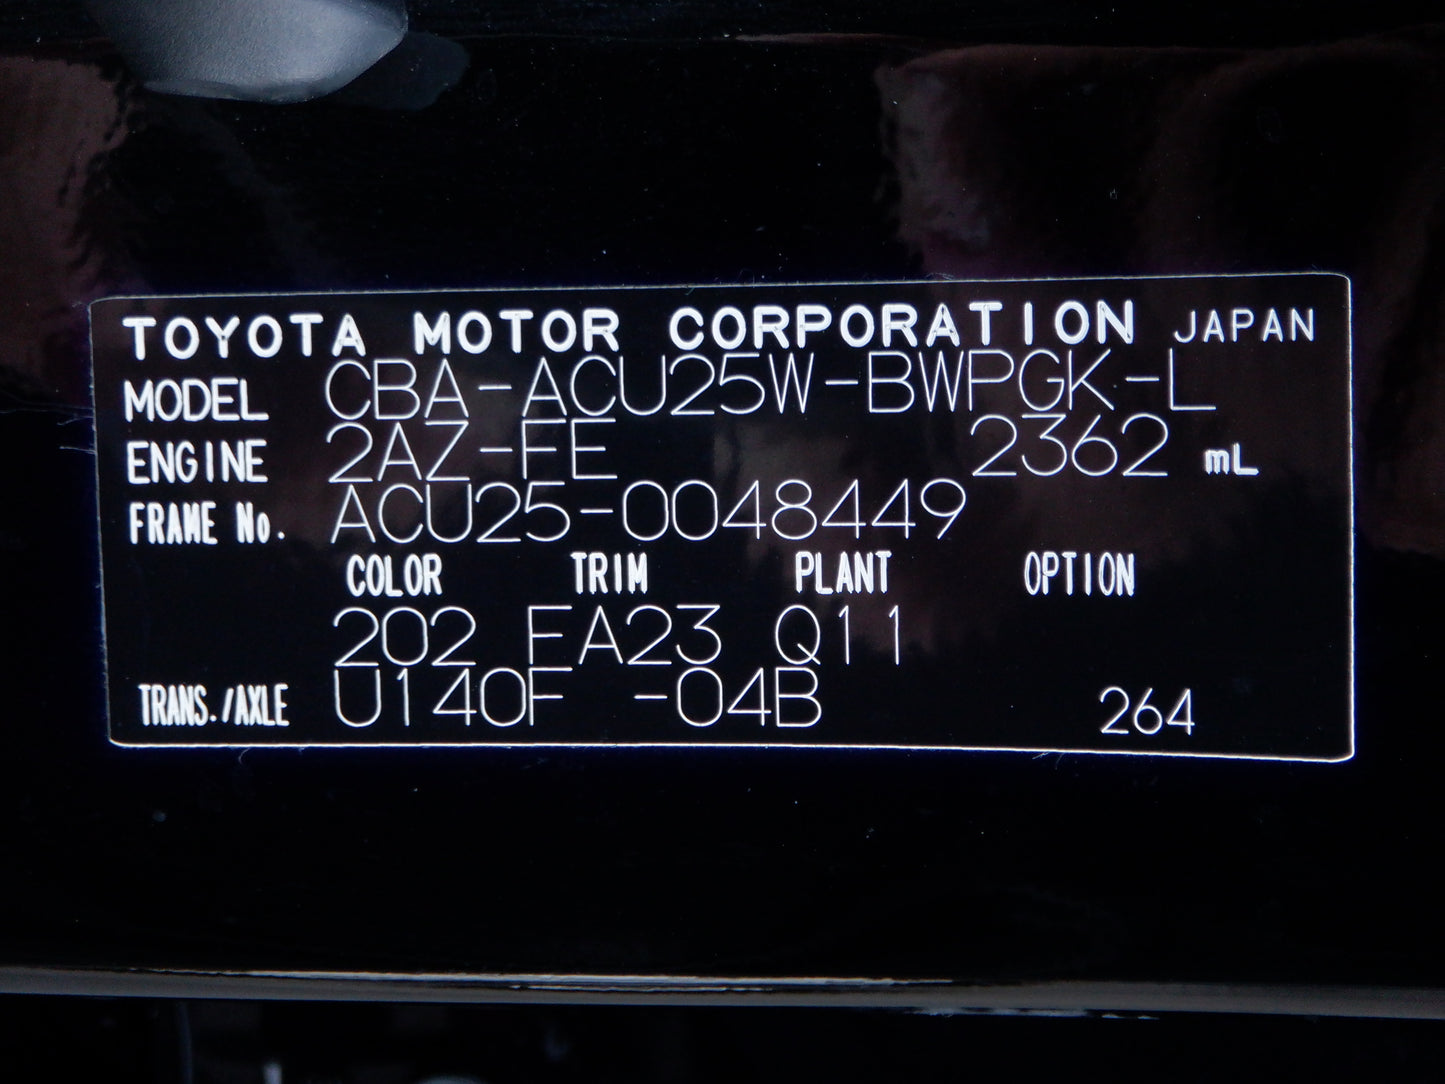 TOYOTA MOTOR CORPORATION JAPAN
MODEL CBA-ACU25W-BWPGK-L
ENGINE 2AZ-FE 2362 mL
FRAME No. ACU25-0048449
COLOR TRIM PLANT OPTION
202 FA23 Q11
TRANS./AXLE U140F -04B 264